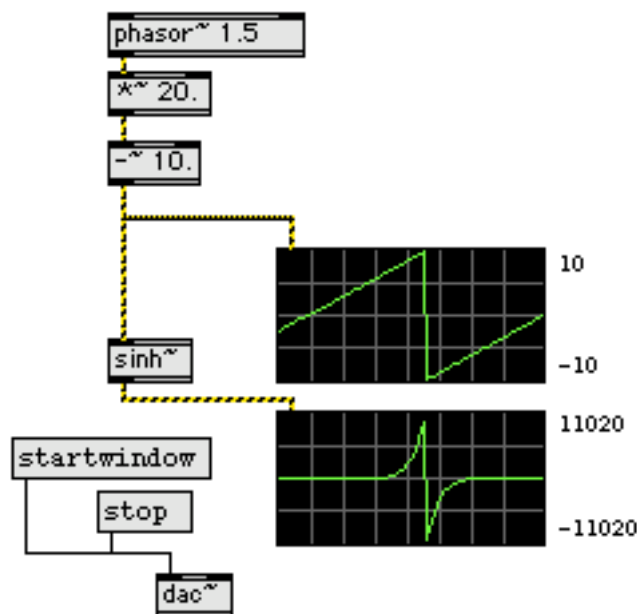 phasor~ 1.5
*~ 20.
-~ 10.
10
-10
sinh~
11020
-11020
startwindow
stop
dac~